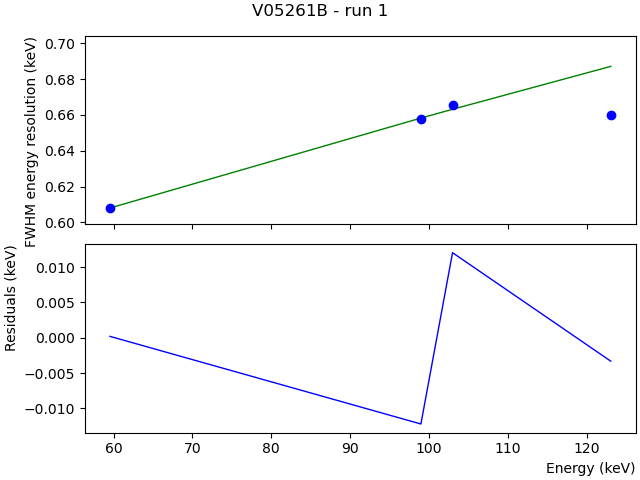 V05261B - run 1
FWHM energy resolution (keV)
0.70
0.68
0.66
0.64
0.62
0.60
Residuals (keV)
0.010
0.005
0.000
−0.005
−0.010
60 70 80 90 100 110 120
Energy (keV)